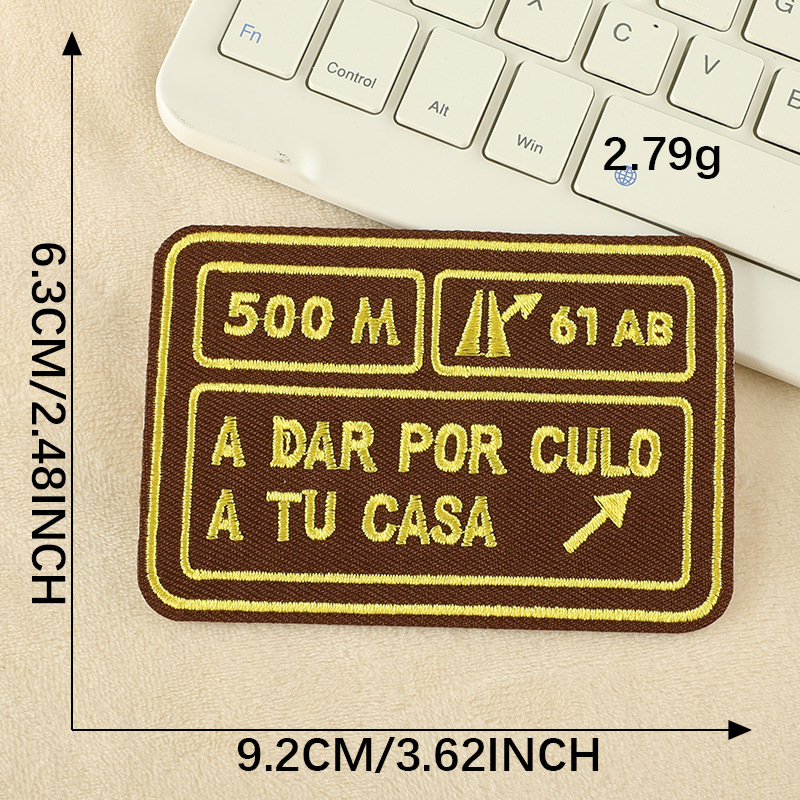 Fn
Control
Alt
Win
X
C
V
G
B
2.79g
6.3CM/2.48INCH
500 M
61 AB
A DAR POR CULO
A TU CASA
9.2CM/3.62INCH